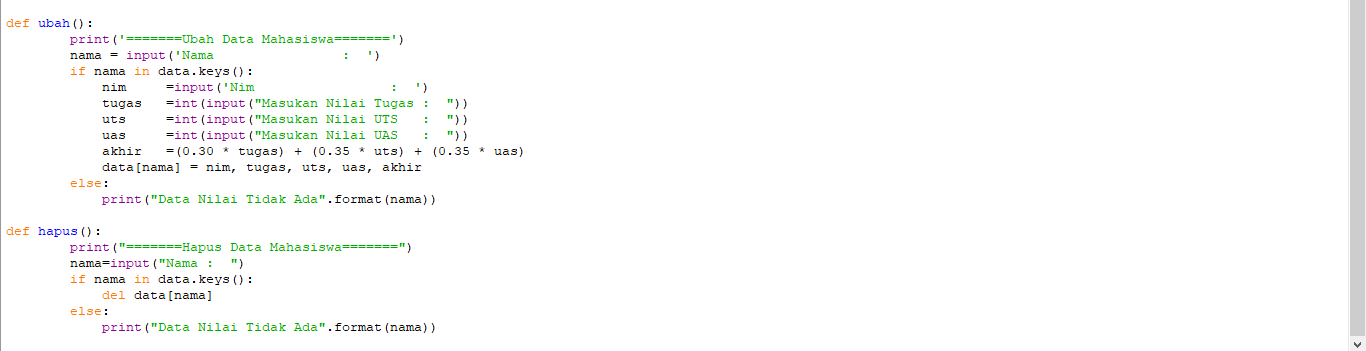 def ubah():
        print('=======Ubah Data Mahasiswa=======')
        nama = input('Nama                :  ')
        if nama in data.keys():
            nim     =input('Nim                 :  ')
            tugas   =int(input("Masukan Nilai Tugas :  "))
            uts     =int(input("Masukan Nilai UTS   :  "))
            uas     =int(input("Masukan Nilai UAS   :  "))
            akhir   =(0.30 * tugas) + (0.35 * uts) + (0.35 * uas)
            data[nama] = nim, tugas, uts, uas, akhir
        else:
            print("Data Nilai Tidak Ada".format(nama))
def hapus():
        print("=======Hapus Data Mahasiswa=======")
        nama=input("Nama :  ")
        if nama in data.keys():
            del data[nama]
        else:
            print("Data Nilai Tidak Ada".format(nama))